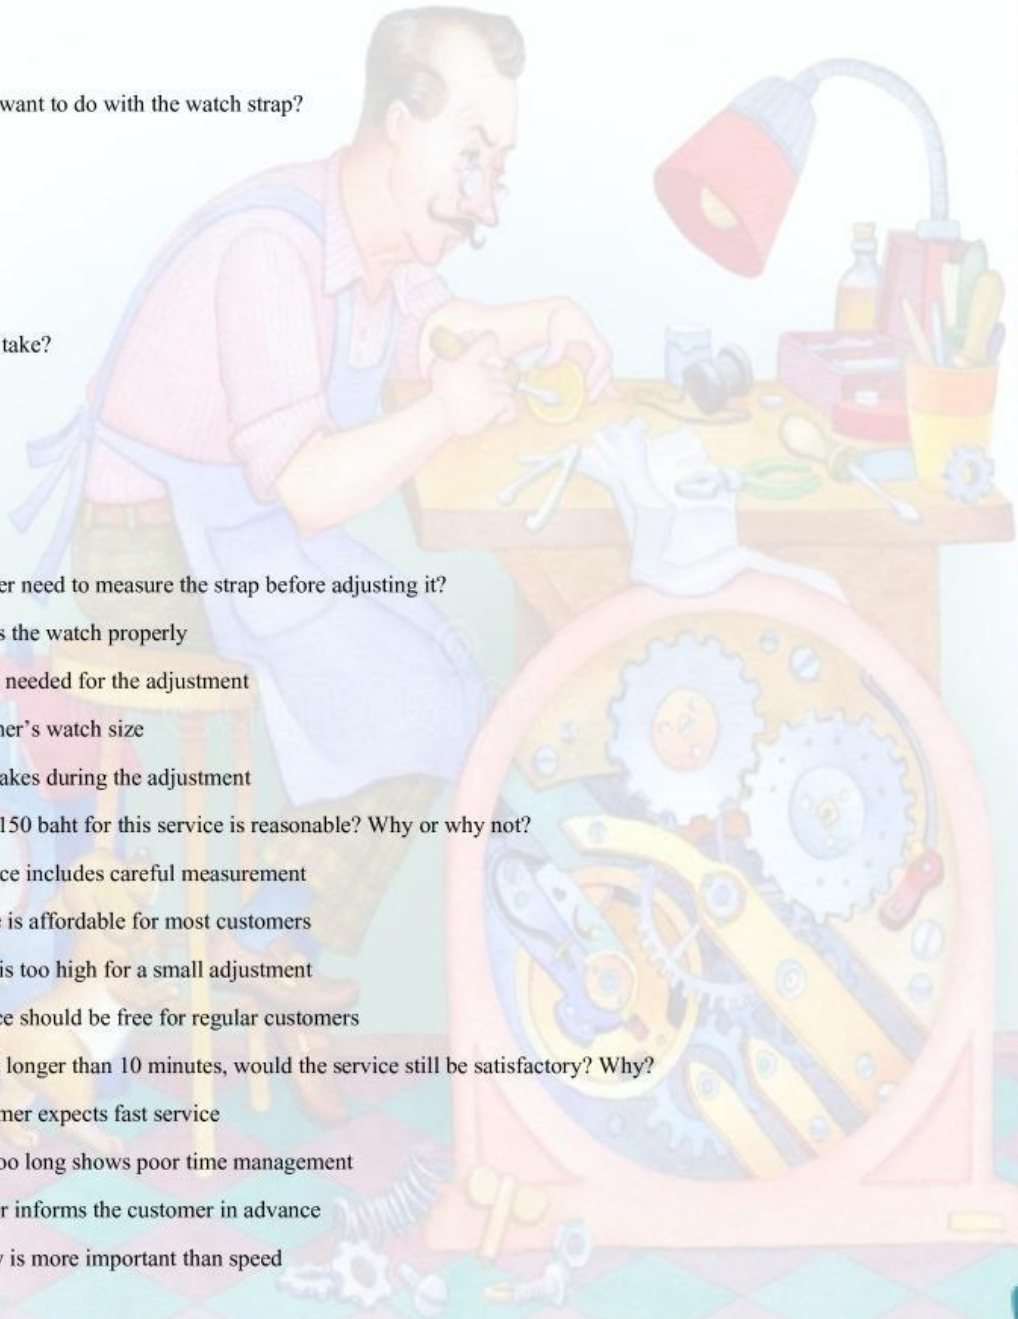 want to do with the watch strap?
take?
er need to measure the strap before adjusting it?
s the watch properly
needed for the adjustment
ner’s watch size
akes during the adjustment
150 baht for this service is reasonable? Why or why not?
ce includes careful measurement
is affordable for most customers
is too high for a small adjustment
ce should be free for regular customers
longer than 10 minutes, would the service still be satisfactory? Why?
mer expects fast service
oo long shows poor time management
r informs the customer in advance
is more important than speed